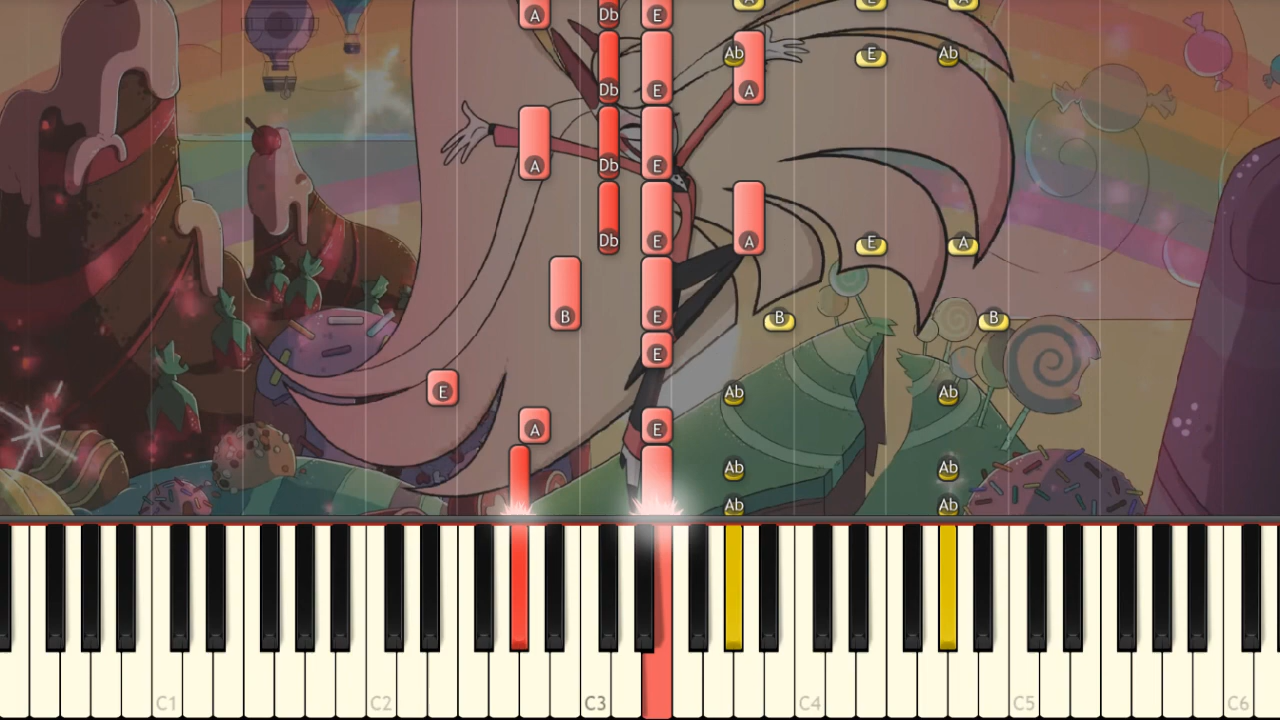 A Db E A E A
Ab E Ab
Db E A
A Db E
Db E A E A
B E B B
E
E Ab Ab
A E
Ab Ab
Ab Ab
C1 C2 C3 C4 C5 C6